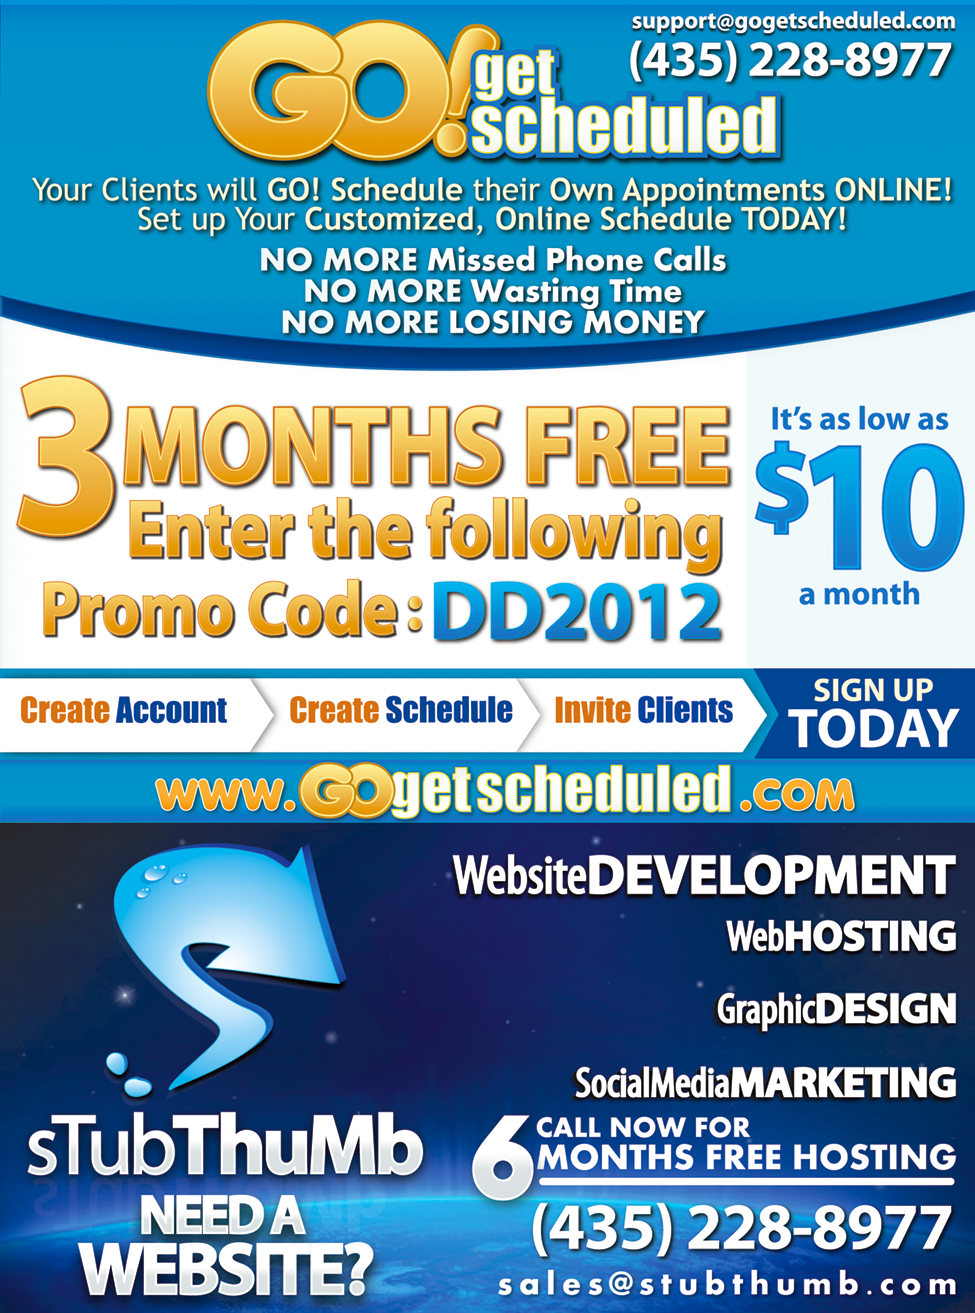 support@gogetscheduled.com
(435) 228-8977
GO! get
scheduled
Your Clients will GO! Schedule their Own Appointments ONLINE!
Set up Your Customized, Online Schedule TODAY!
NO MORE Missed Phone Calls
NO MORE Wasting Time
NO MORE LOSING MONEY
3 MONTHS FREE
Enter the following
Promo Code: DD2012
It's as low as
$10
a month
Create Account
Create Schedule
Invite Clients
SIGN UP
TODAY
www.GOgetscheduled.com
WebsiteDEVELOPMENT
WebHOSTING
GraphicDESIGN
SocialMediaMARKETING
sTubThuMb
NEED A
WEBSITE?
CALL NOW FOR
6 MONTHS FREE HOSTING
(435) 228-8977
sales@stubthumb.com